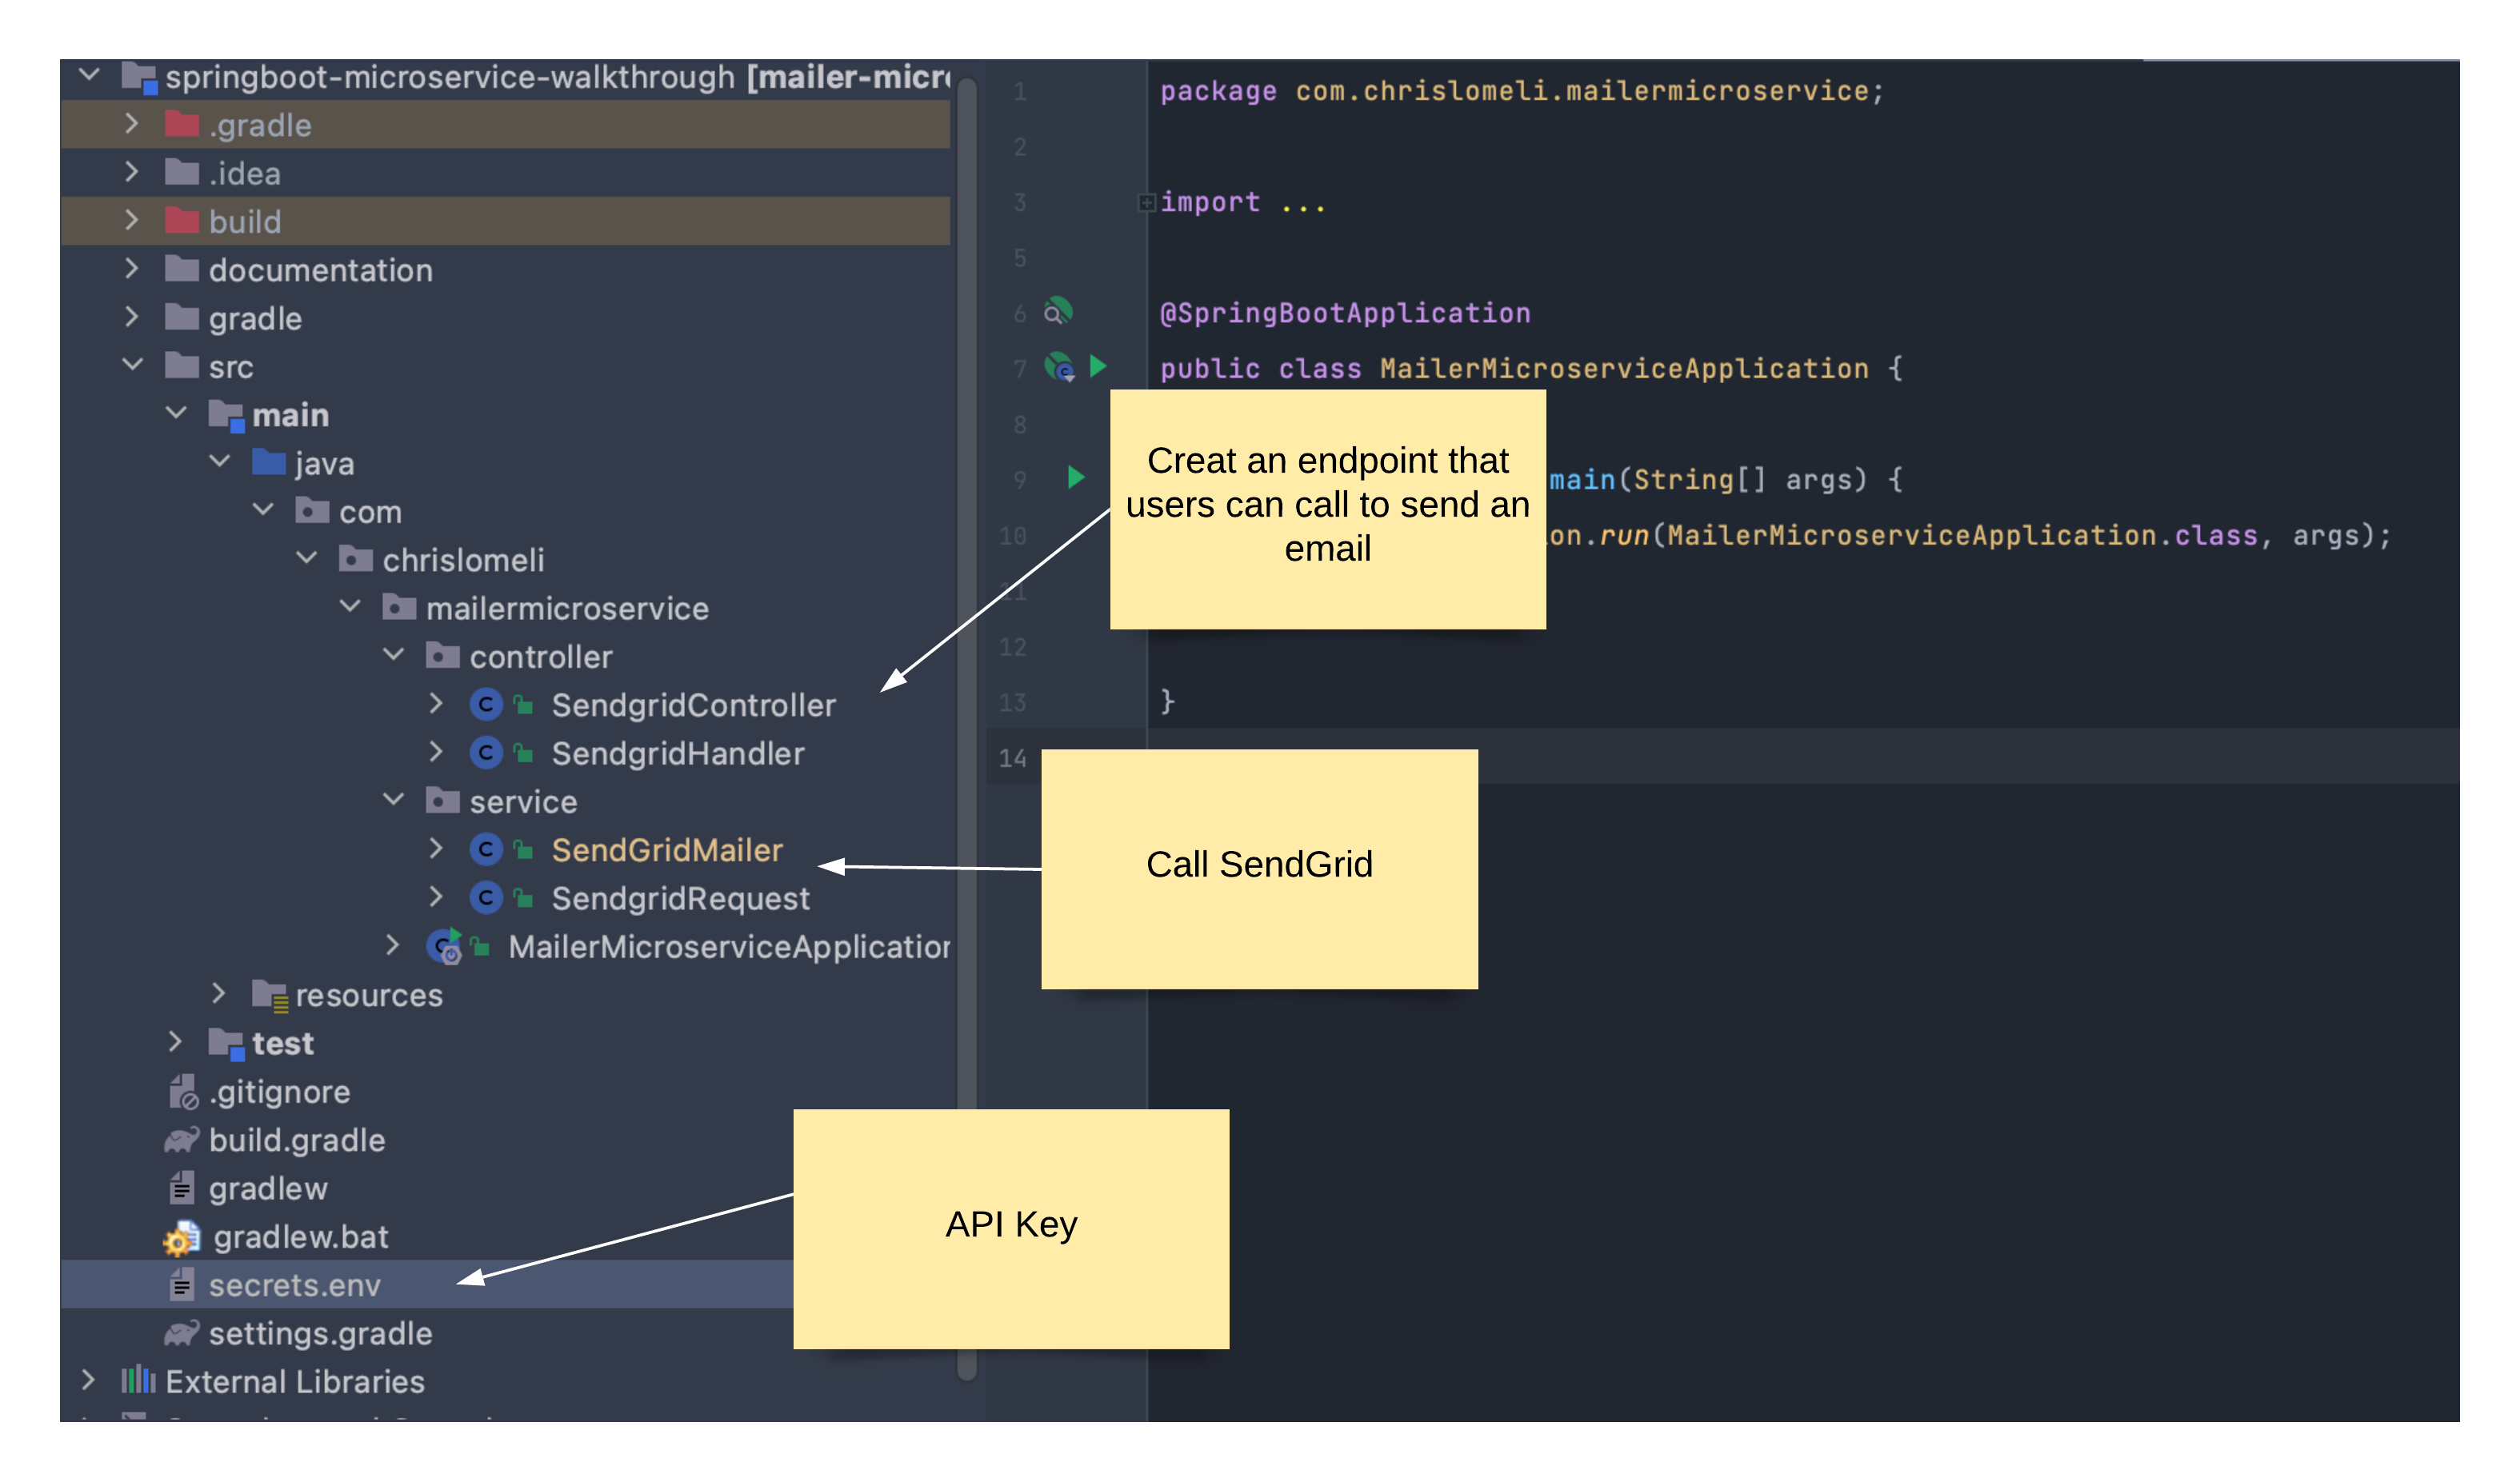 springboot-microservice-walkthrough [mailer-micr
.gradle
.idea
build
documentation
gradle
src
main
java
com
chrislomeli
mailermicroservice
controller
SendgridController
SendgridHandler
service
SendGridMailer
SendgridRequest
MailerMicroserviceApplication
resources
test
.gitignore
build.gradle
gradlew
gradlew.bat
secrets.env
settings.gradle
External Libraries
1 package com.chrislomeli.mailermicroservice;
2
3 import ...
5
6 @SpringBootApplication
7 public class MailerMicroserviceApplication {
8
9 main(String[] args) {
10 on.run(MailerMicroserviceApplication.class, args);
11
12
13 }
14
Creat an endpoint that
users can call to send an
email
Call SendGrid
API Key